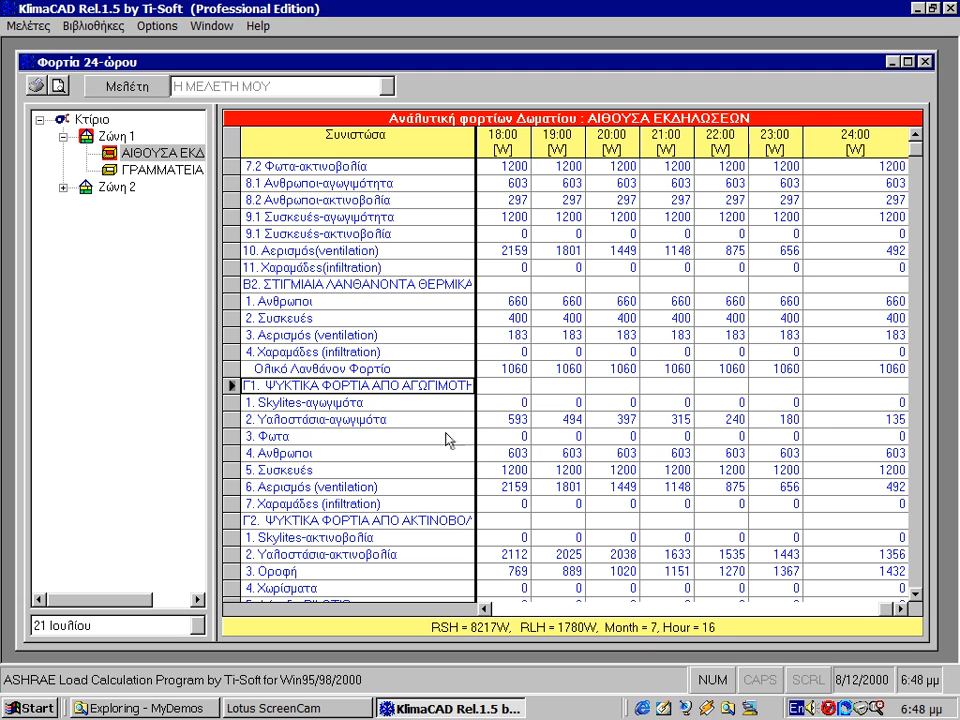 KlimaCAD Rel.1.5 by Ti-Soft (Professional Edition)
Μελέτες Βιβλιοθήκες Options Window Help
Φορτία 24-ώρου
Μελέτη Η ΜΕΛΕΤΗ ΜΟΥ
Κτίριο
Ζώνη 1
ΑΙΘΟΥΣΑ ΕΚΔ
ΓΡΑΜΜΑΤΕΙΑ
Ζώνη 2
21 Ιουλίου
Αναλυτική φορτίων Δωματίου : ΑΙΘΟΥΣΑ ΕΚΔΗΛΩΣΕΩΝ
Συνιστώσα 18:00 [W] 19:00 [W] 20:00 [W] 21:00 [W] 22:00 [W] 23:00 [W] 24:00 [W]
7.2 Φωτα-ακτινοβολία 1200 1200 1200 1200 1200 1200 1200
8.1 Ανθρωποι-αγωγιμότητα 603 603 603 603 603 603 603
8.2 Ανθρωποι-ακτινοβολία 297 297 297 297 297 297 297
9.1 Συσκευές-αγωγιμότητα 1200 1200 1200 1200 1200 1200 1200
9.1 Συσκευές-ακτινοβολία 0 0 0 0 0 0 0
10. Αερισμός(ventilation) 2159 1801 1449 1148 875 656 492
11. Χαραμάδες(infiltration) 0 0 0 0 0 0 0
Β2. ΣΤΙΓΜΙΑΙΑ ΛΑΝΘΑΝΟΝΤΑ ΘΕΡΜΙΚΑ
1. Ανθρωποι 660 660 660 660 660 660 660
2. Συσκευές 400 400 400 400 400 400 400
3. Αερισμός (ventilation) 183 183 183 183 183 183 183
4. Χαραμάδες (infiltration) 0 0 0 0 0 0 0
Ολικό Λανθάνον Φορτίο 1060 1060 1060 1060 1060 1060 1060
Γ1. ΨΥΚΤΙΚΑ ΦΟΡΤΙΑ ΑΠΟ ΑΓΩΓΙΜΟΤΗ
1. Skylites-αγωγιμότα 0 0 0 0 0 0 0
2. Υαλοστάσια-αγωγιμότα 593 494 397 315 240 180 135
3. Φωτα 0 0 0 0 0 0 0
4. Ανθρωποι 603 603 603 603 603 603 603
5. Συσκευές 1200 1200 1200 1200 1200 1200 1200
6. Αερισμός (ventilation) 2159 1801 1449 1148 875 656 492
7. Χαραμάδες (infiltration) 0 0 0 0 0 0 0
Γ2. ΨΥΚΤΙΚΑ ΦΟΡΤΙΑ ΑΠΟ ΑΚΤΙΝΟΒΟΛ
1. Skylites-ακτινοβολία 0 0 0 0 0 0 0
2. Υαλοστάσια-ακτινοβολία 2112 2025 2038 1633 1535 1443 1356
3. Οροφή 769 889 1020 1151 1270 1367 1432
4. Χωρίσματα 0 0 0 0 0 0 0
RSH = 8217W, RLH = 1780W, Month = 7, Hour = 16
ASHRAE Load Calculation Program by Ti-Soft for Win95/98/2000 NUM CAPS SCRL 8/12/2000 6:48 μμ
Start Exploring - MyDemos Lotus ScreenCam KlimaCAD Rel.1.5 b... En 6:48 μμ